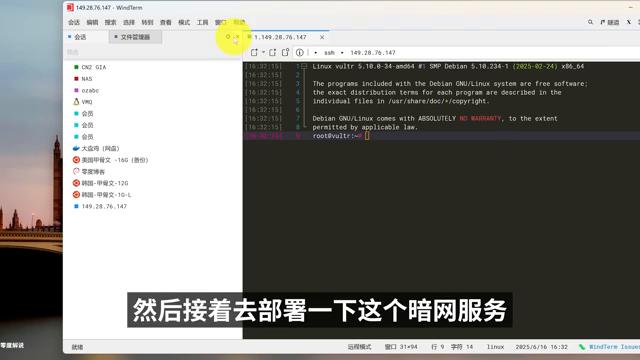 149.28.76.147 - WindTerm
会话 编辑 搜索 选择 转到 查看 模式 工具 窗口 帮助 隧道
会话 文件管理器 1.149.28.76.147
ssh 149.28.76.147
CN2 GIA
NAS
ozabc
VMQ
会员
会员
会员
大盘鸡 (网盘)
美国甲骨文 -16G (备份)
零度博客
韩国-甲骨文-12G
韩国-甲骨文-1G-L
149.28.76.147
[16:32:15] 1 Linux vultr 5.10.0-34-amd64 #1 SMP Debian 5.10.234-1 (2025-02-24) x86_64
[16:32:15] 2
[16:32:15] 3 The programs included with the Debian GNU/Linux system are free software;
[16:32:15] 4 the exact distribution terms for each program are described in the
[16:32:15] 5 individual files in /usr/share/doc/*/copyright.
[16:32:15] 6
[16:32:15] 7 Debian GNU/Linux comes with ABSOLUTELY NO WARRANTY, to the extent
[16:32:15] 8 permitted by applicable law.
[16:32:15] 9 root@vultr:~#
然后接着去部署一下这个暗网服务
零度解说
就绪 远程模式 窗口 31×94 行 9 字符 14 linux 2025/6/16 16:32 WindTerm Issues